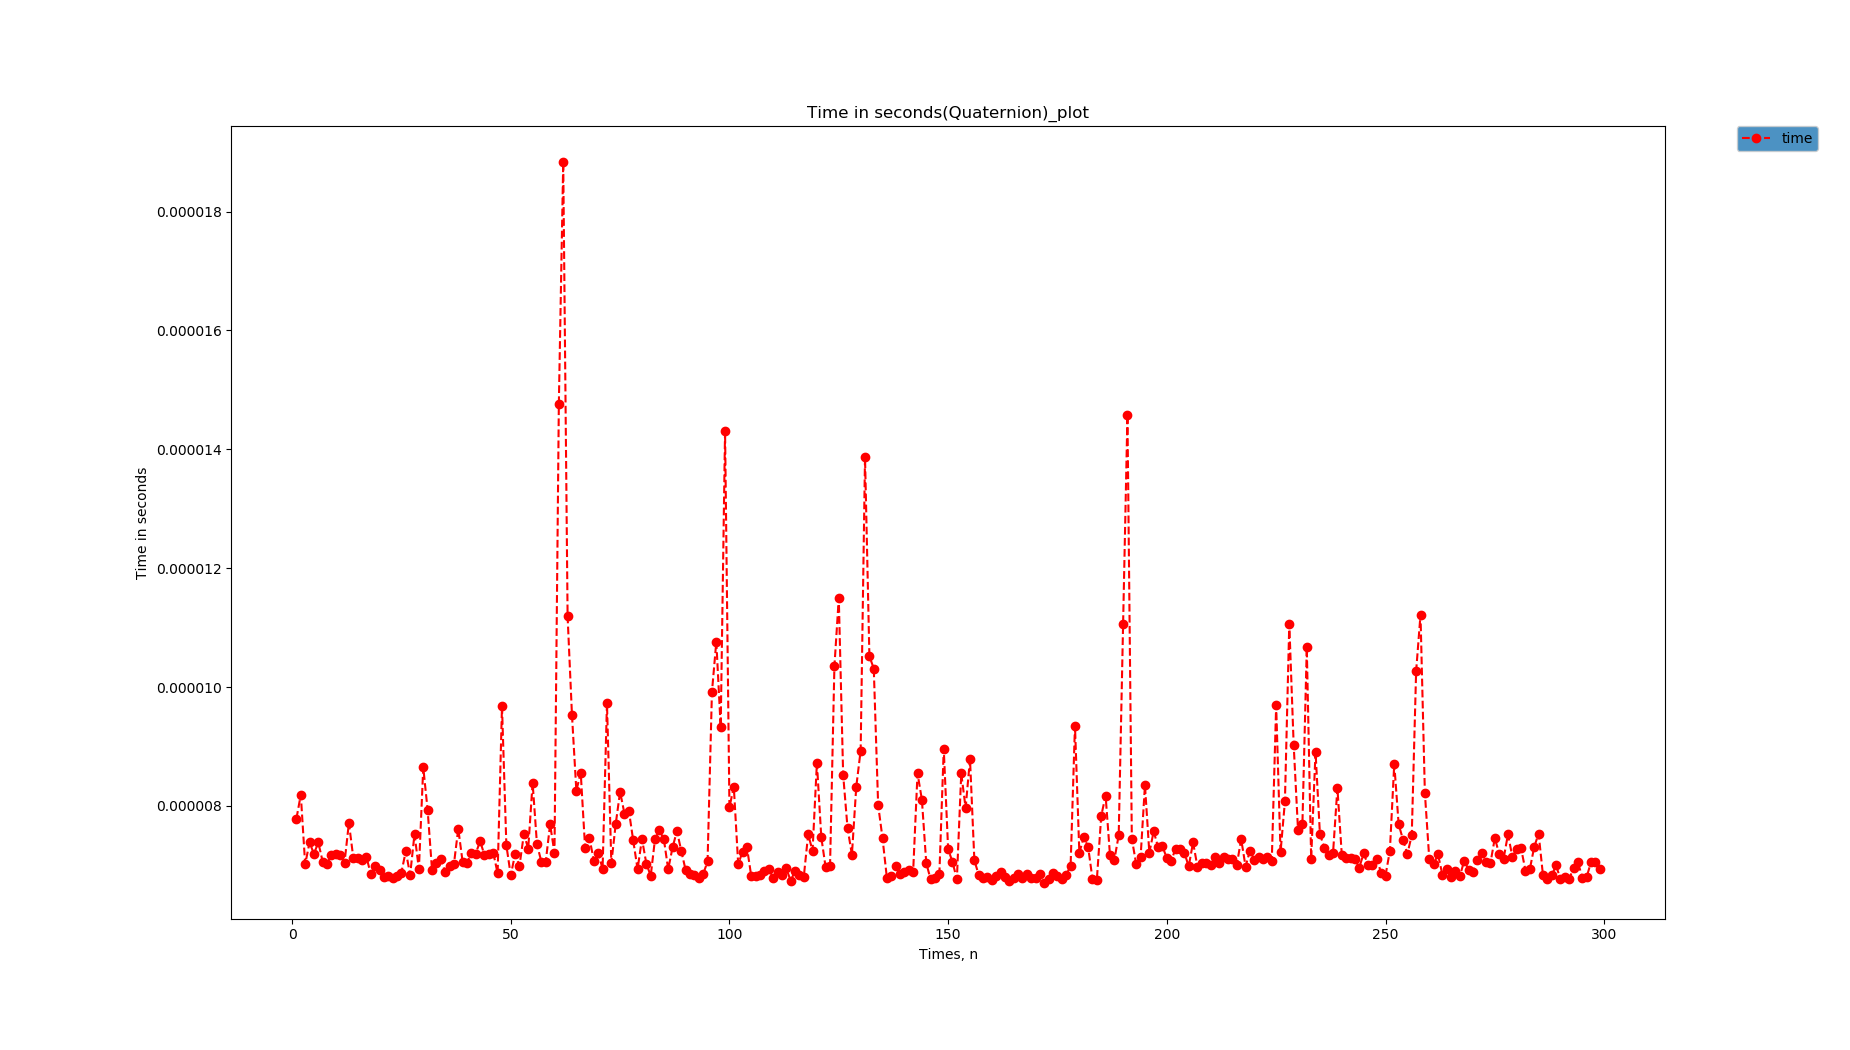 Time in seconds(Quaternion)_plot
time
0.000018
0.000016
0.000014
0.000012
0.000010
0.000008
Time in seconds
0 50 100 150 200 250 300
Times, n